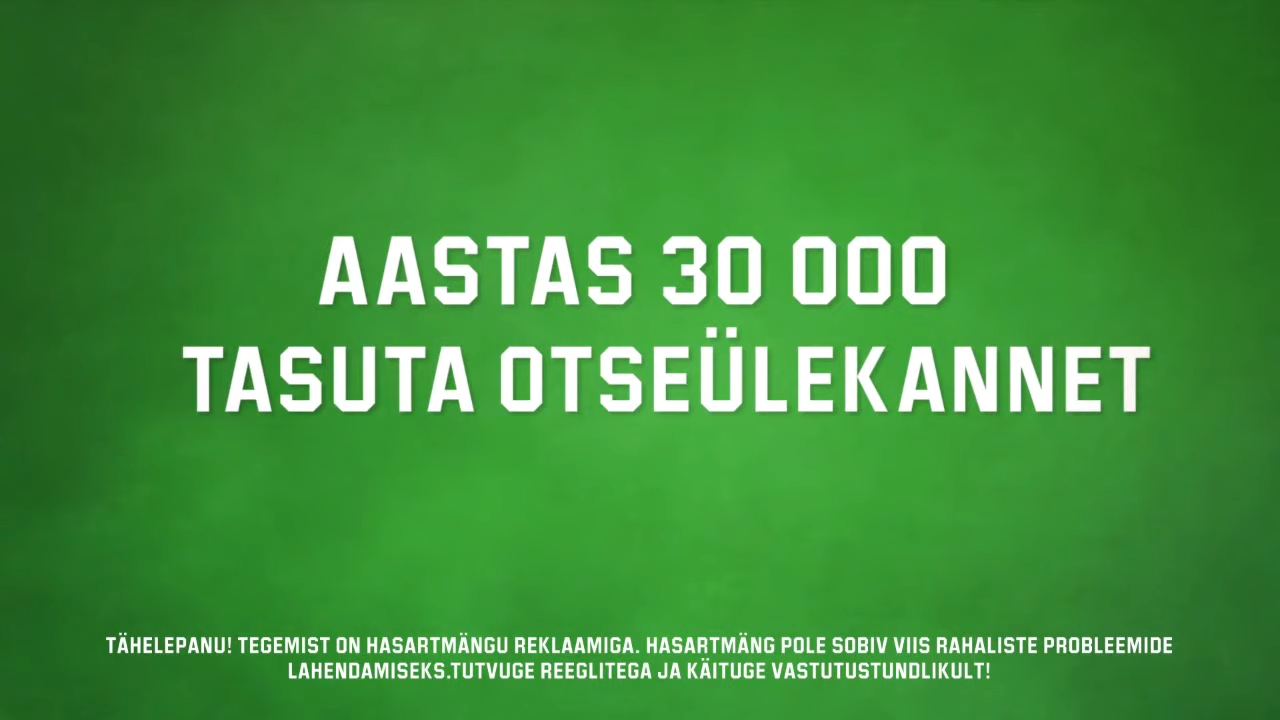 AASTAS 30 000
TASUTA OTSEÜLEKANNET
TÄHELEPANU! TEGEMIST ON HASARTMÄNGU REKLAAMIGA. HASARTMÄNG POLE SOBIV VIIS RAHALISTE PROBLEEMIDE
LAHENDAMISEKS.TUTVUGE REEGLITEGA JA KÄITUGE VASTUTUSTUNDLIKULT!